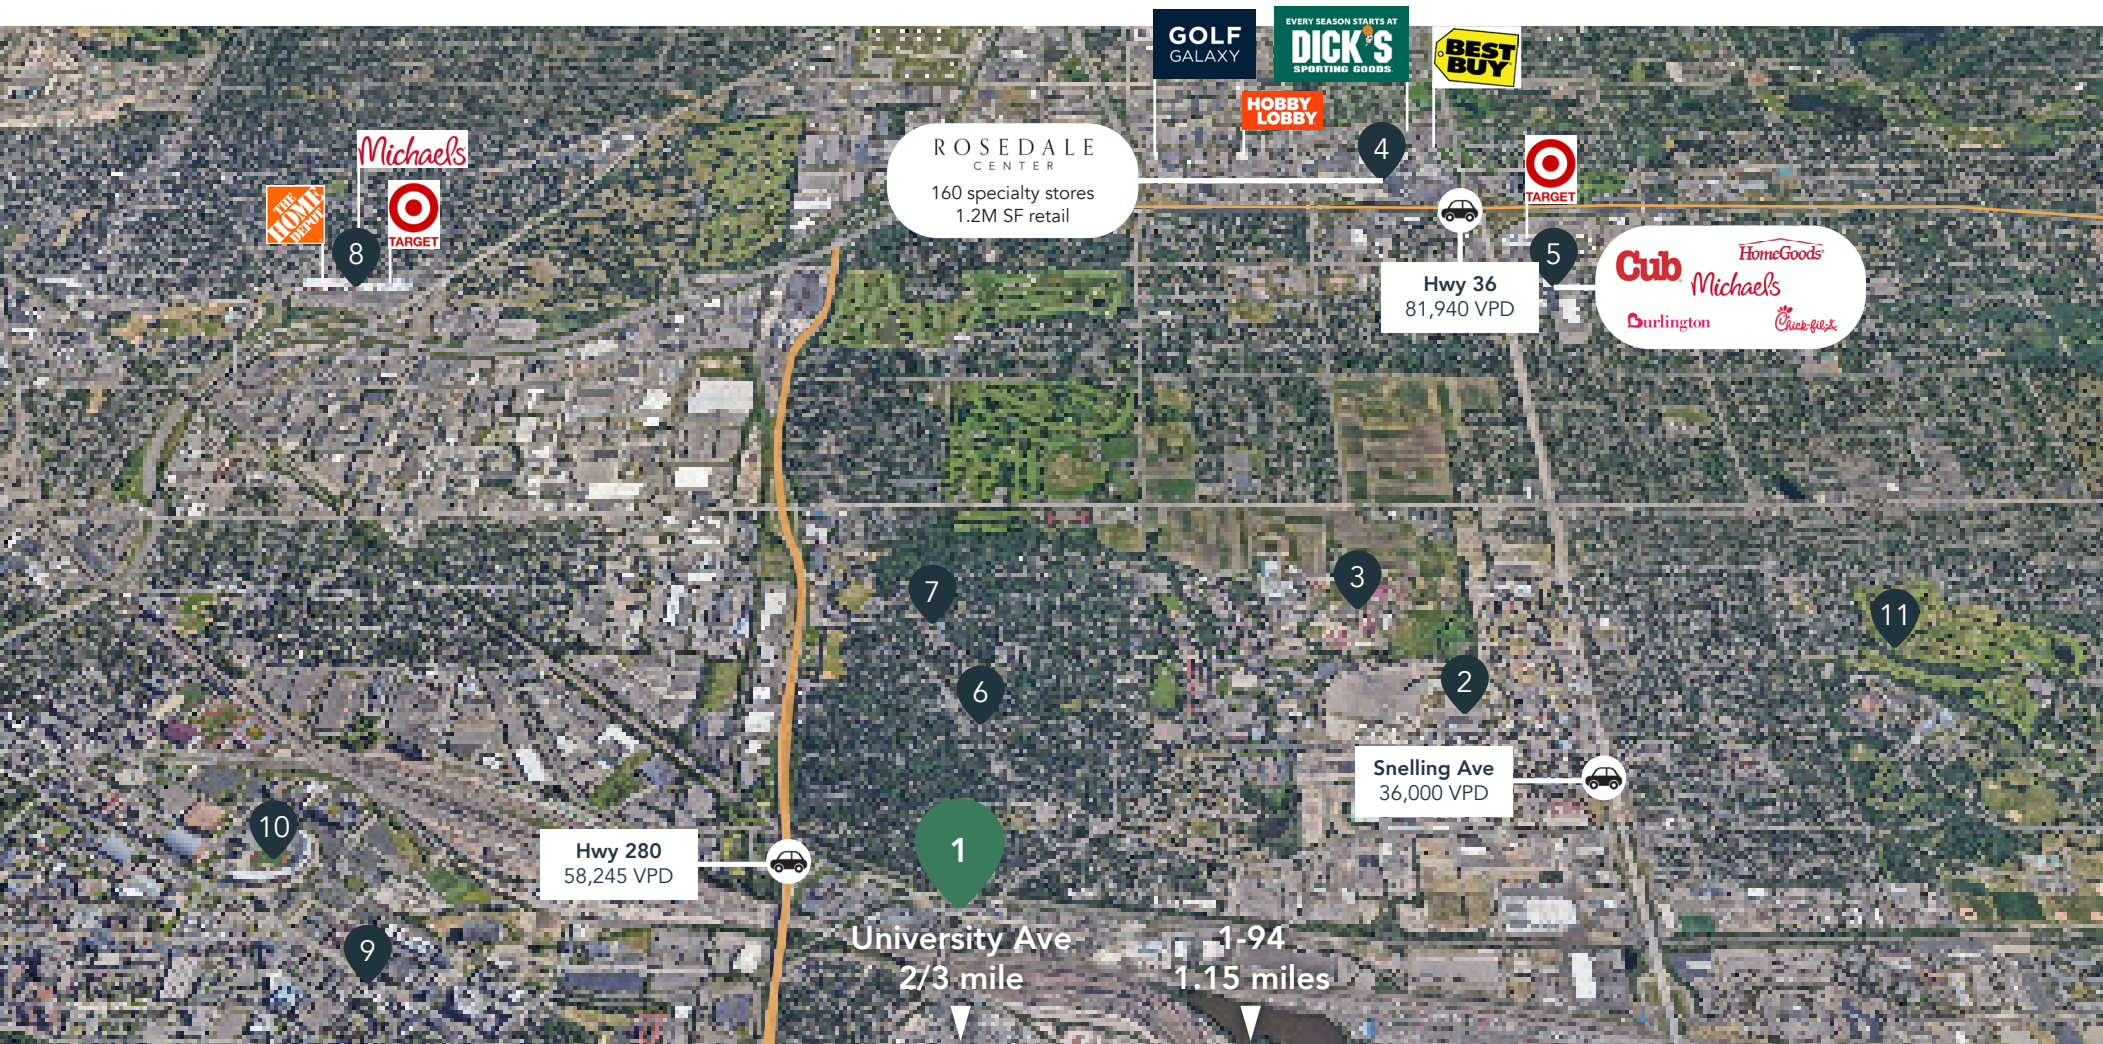 GOLF
GALAXY
EVERY SEASON STARTS AT
DICK'S
SPORTING GOODS
BEST
BUY
HOBBY
LOBBY
Michaels
THE
HOME
DEPOT
TARGET
8
ROSEDALE
CENTER
160 specialty stores
1.2M SF retail
4
TARGET
5
Cub
HomeGoods
Michaels
Burlington
Chick-fil-A
Hwy 36
81,940 VPD
7
3
11
6
2
Snelling Ave
36,000 VPD
10
Hwy 280
58,245 VPD
1
9
University Ave
2/3 mile
1-94
1.15 miles